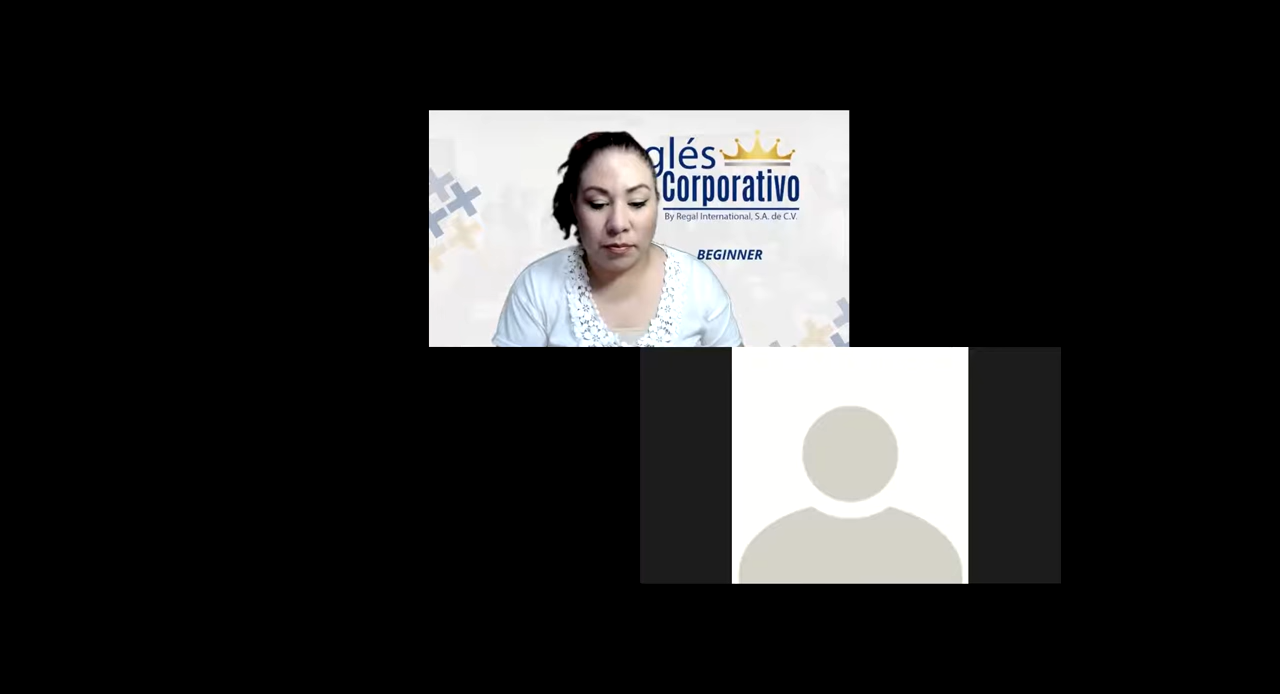 glés
Corporativo
By Regal International, S.A. de C.V.
BEGINNER